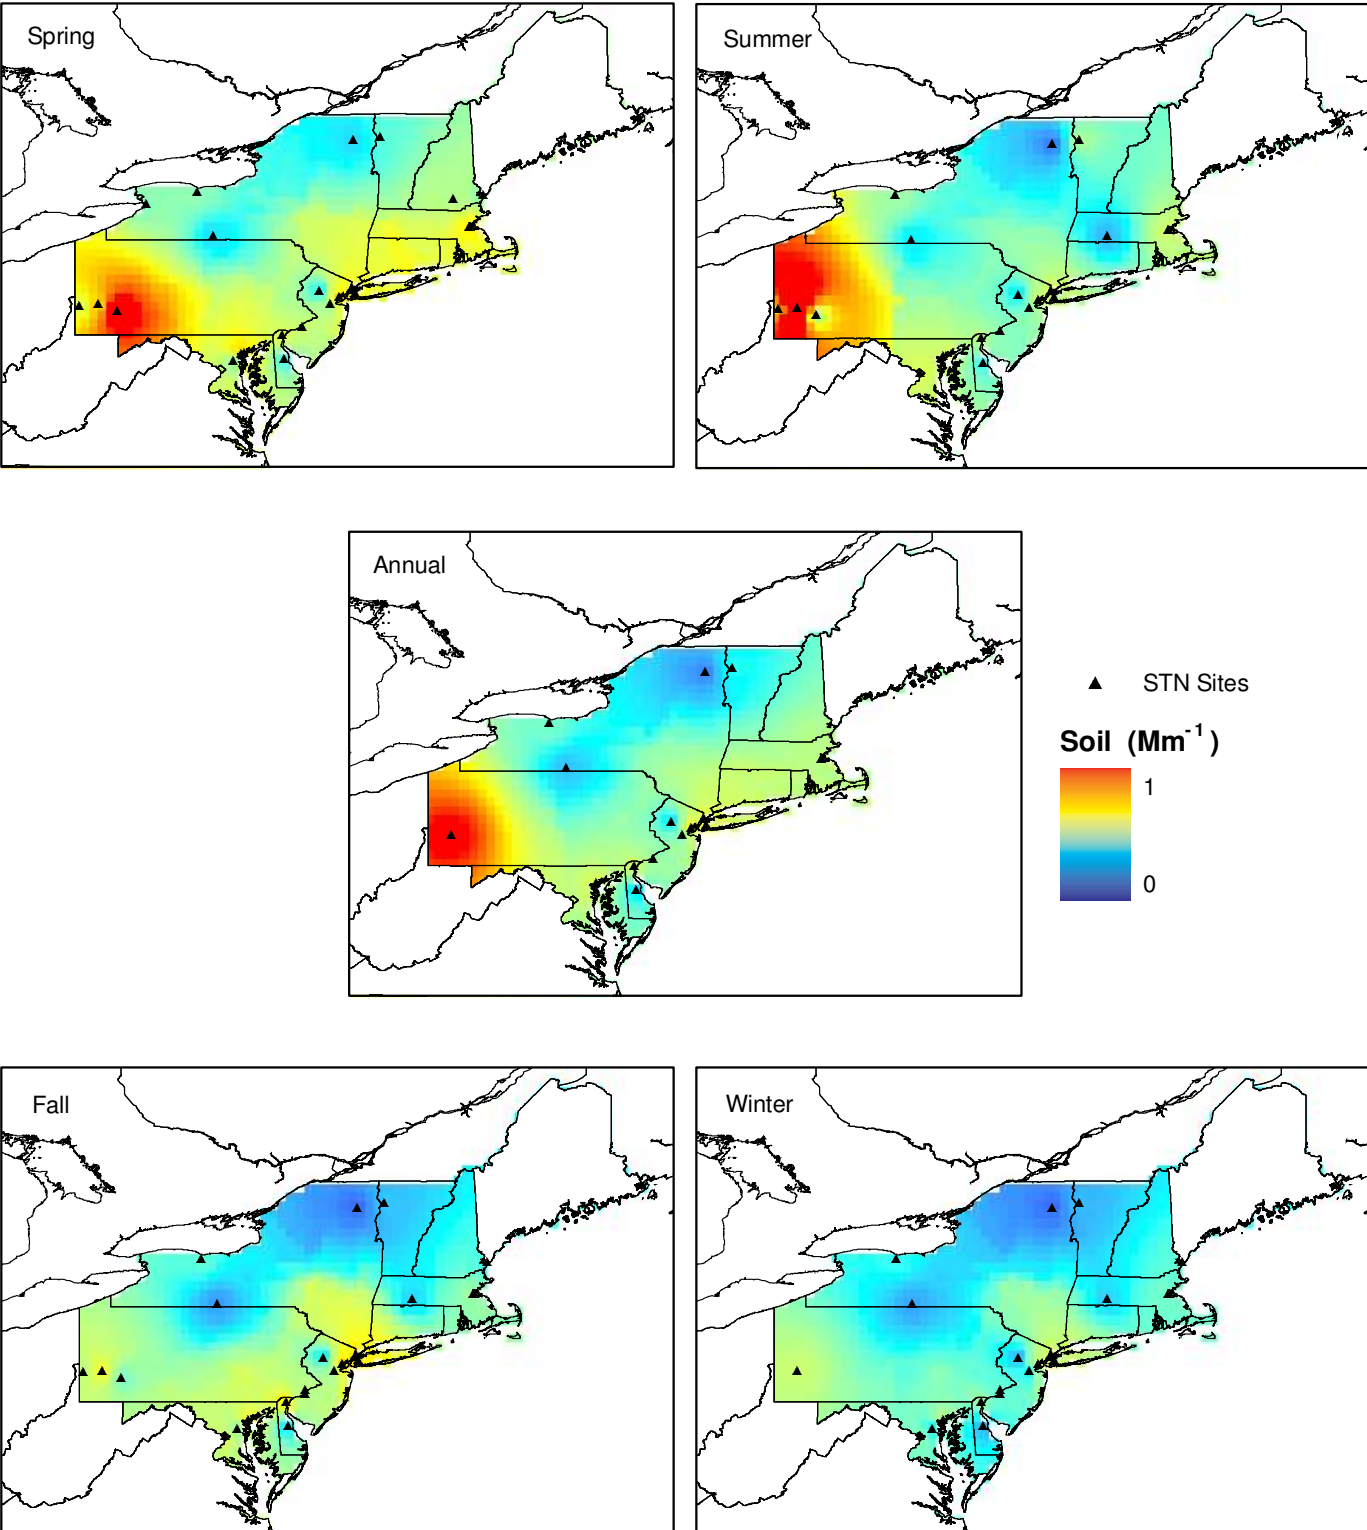 Spring
Summer
Annual
STN Sites
Soil (Mm⁻¹)
1
0
Fall
Winter